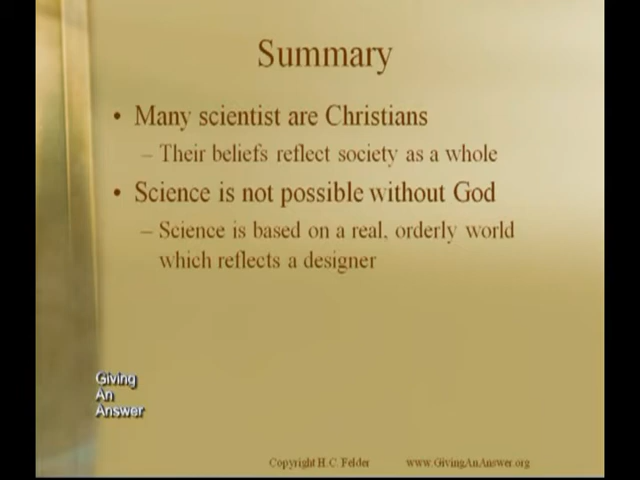 Summary
• Many scientist are Christians
– Their beliefs reflect society as a whole
• Science is not possible without God
– Science is based on a real, orderly world
which reflects a designer
Giving
An
Answer
Copyright H.C. Felder www.GivingAnAnswer.org